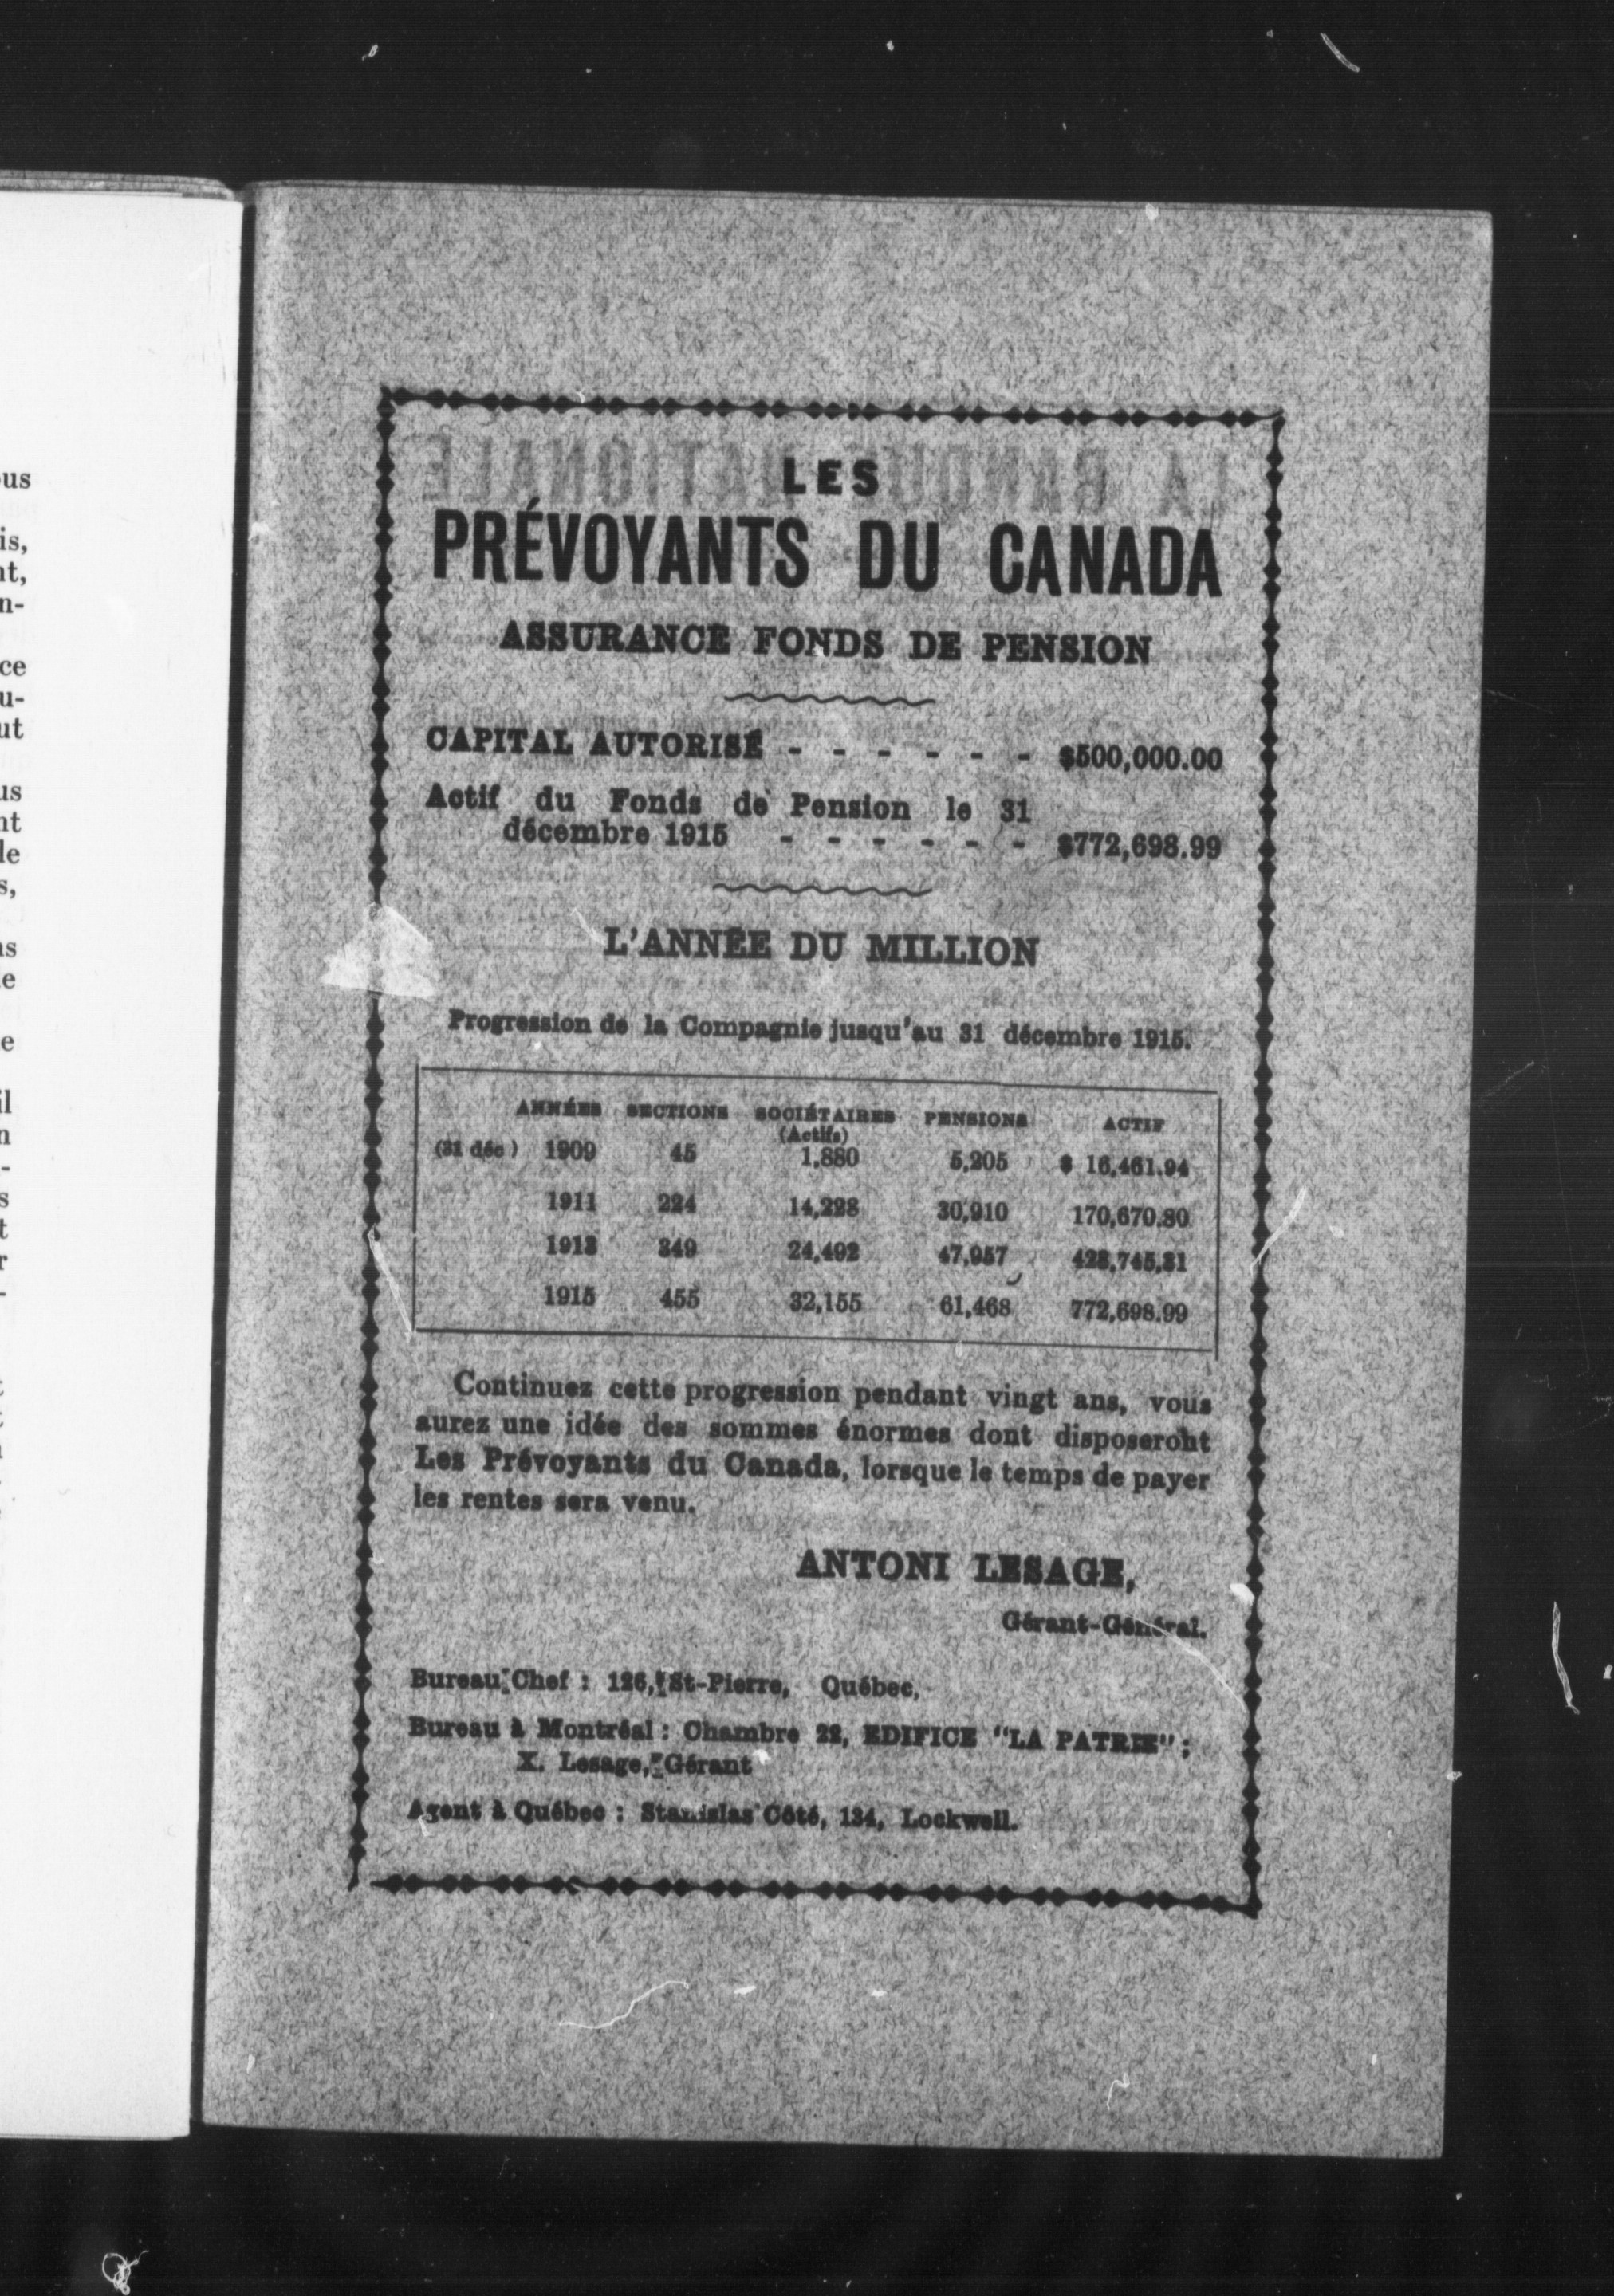 LES
PRÉVOYANTS DU CANADA
ASSURANCE FONDS DE PENSION
CAPITAL AUTORISÉ - - - - - - $500,000.00
Actif du Fonds de Pension le 31
décembre 1915 - - - - - - $772,698.99
L'ANNÉE DU MILLION
Progression de la Compagnie jusqu'au 31 décembre 1915.
ANNÉES SECTIONS SOCIÉTAIRES PENSIONS ACTIF
(Actifs)
(31 déc) 1909 45 1,880 5,205 $ 16,461.94
1911 224 14,228 30,910 170,670.80
1913 349 24,492 47,957 428,745,31
1915 455 32,155 61,468 772,698.99
Continuez cette progression pendant vingt ans, vous
aurez une idée des sommes énormes dont disposeront
Les Prévoyants du Canada, lorsque le temps de payer
les rentes sera venu.
ANTONI LESAGE,
Gérant-Général.
Bureau Chef : 126, St-Pierre, Québec,
Bureau à Montréal : Chambre 22, EDIFICE "LA PATRIE" ;
X. Lesage, Gérant
Agent à Québec : Stanislas Côté, 134, Lockwell.